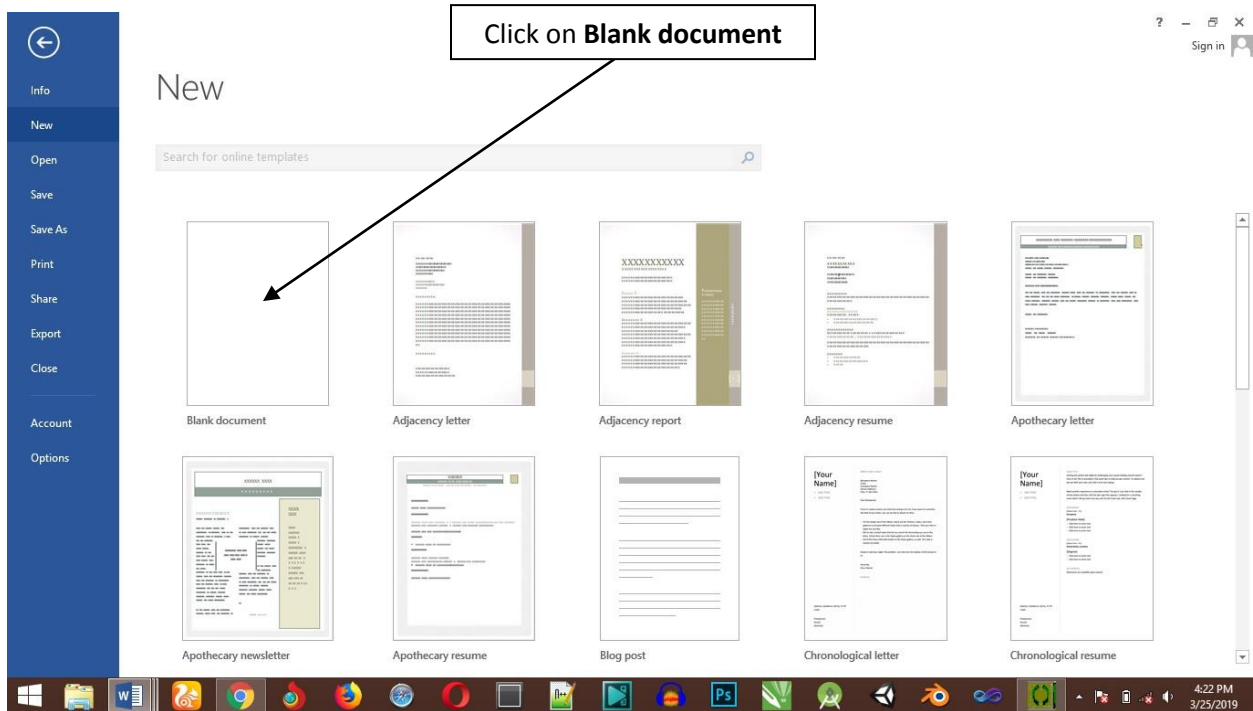 Click on Blank document
?
Sign in
Info
New
Open
Save
Save As
Print
Share
Export
Close
Account
Options
New
Search for online templates
XXXXXXXXXXX
Blank document
Adjacency letter
Adjacency report
Adjacency resume
Apothecary letter
[Your
Name]
[Your
Name]
Apothecary newsletter
Apothecary resume
Blog post
Chronological letter
Chronological resume
W
Ps
4:22 PM
3/25/2019